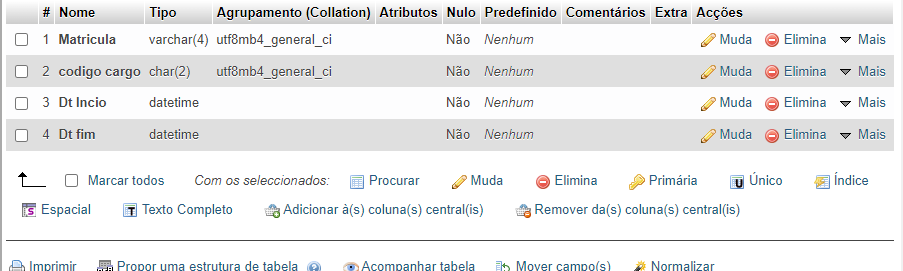 # Nome Tipo Agrupamento (Collation) Atributos Nulo Predefinido Comentários Extra Acções
1 Matricula varchar(4) utf8mb4_general_ci Não Nenhum Muda Elimina Mais
2 codigo cargo char(2) utf8mb4_general_ci Não Nenhum Muda Elimina Mais
3 Dt Incio datetime Não Nenhum Muda Elimina Mais
4 Dt fim datetime Não Nenhum Muda Elimina Mais
Marcar todos Com os seleccionados: Procurar Muda Elimina Primária Único Índice
Espacial Texto Completo Adicionar à(s) coluna(s) central(is) Remover da(s) coluna(s) central(is)
Imprimir Propor uma estrutura de tabela Acompanhar tabela Mover campo(s) Normalizar